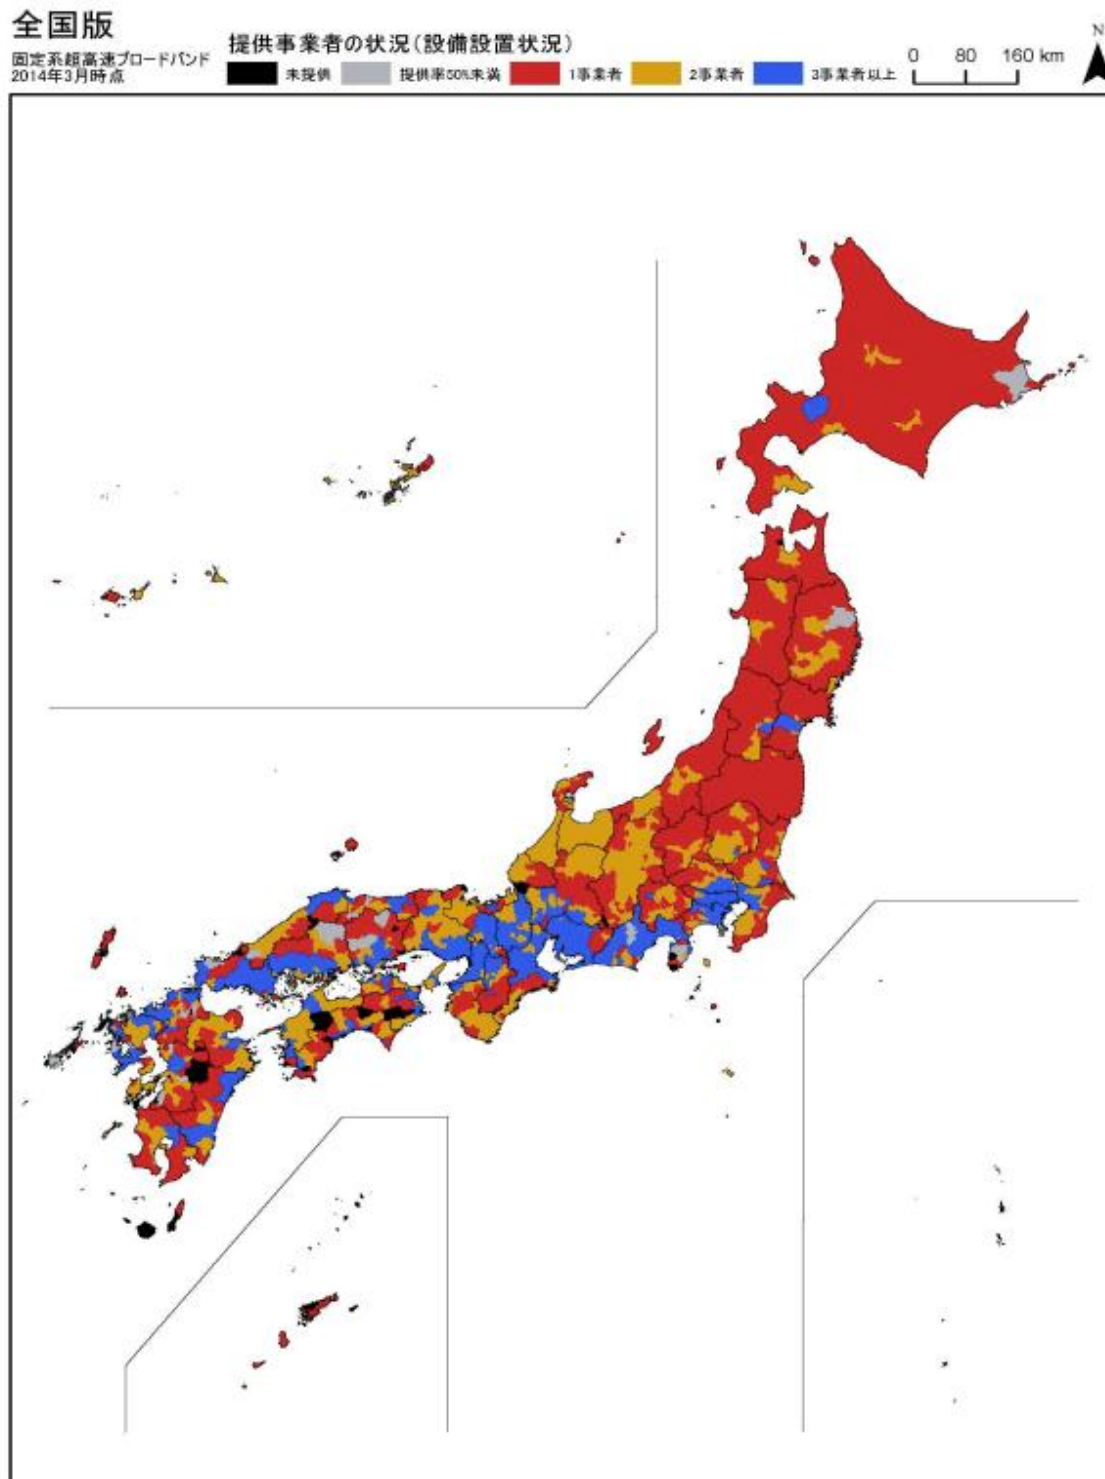 全国版
固定系超高速ブロードバンド
2014年3月時点
提供事業者の状況(設備設置状況)
未提供 提供率50%未満 1事業者 2事業者 3事業者以上
0 80 160 km
N